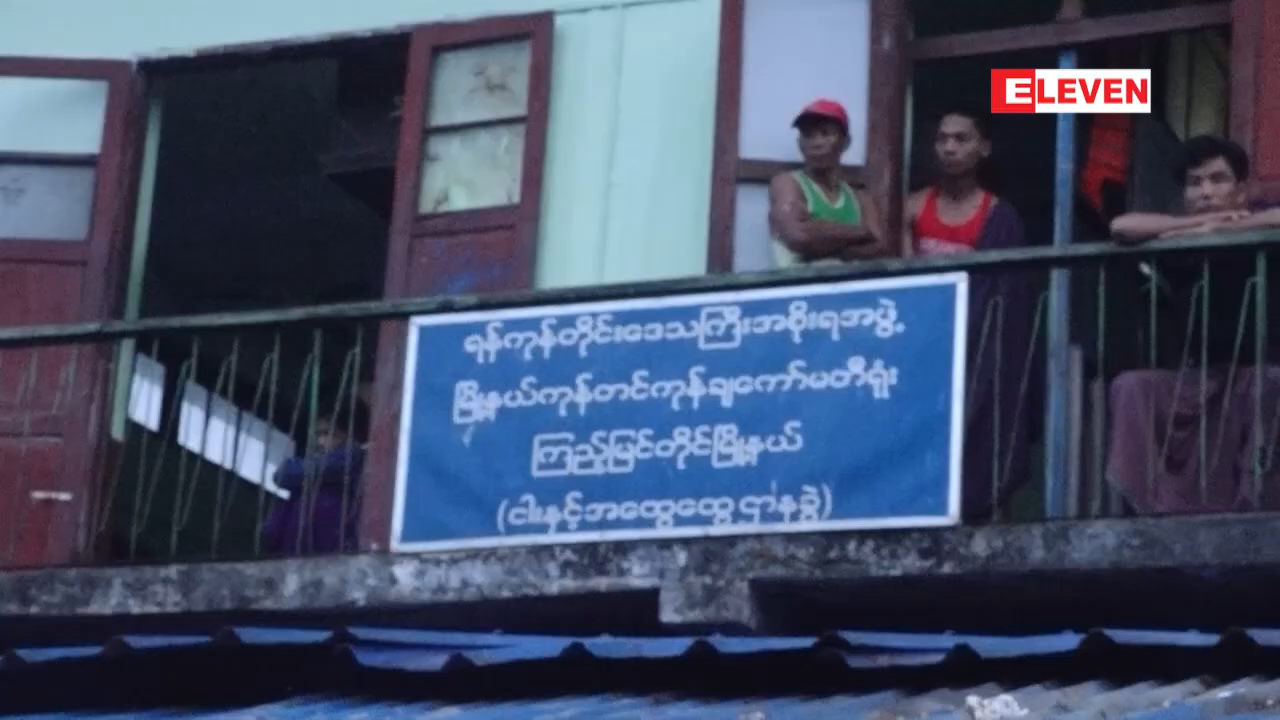 ELEVEN
ရန်ကုန်တိုင်းဒေသကြီးအစိုးရအဖွဲ့
မြို့နယ်ကုန်တင်ကုန်ချကော်မတီရုံး
ကြည့်မြင်တိုင်မြို့နယ်
(ငါးနှင့်အထွေထွေဌာနခွဲ)